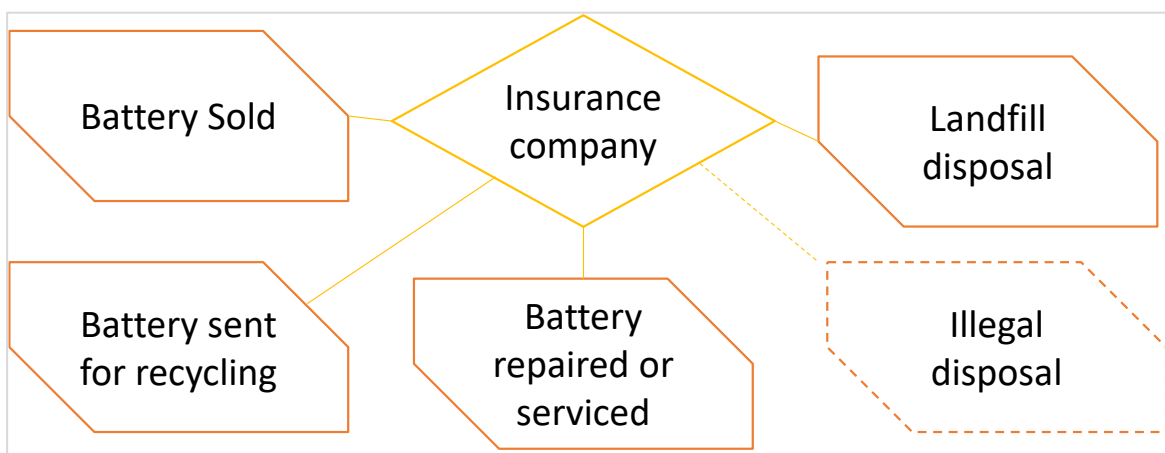 Battery Sold
Insurance
company
Landfill
disposal
Battery sent
for recycling
Battery
repaired or
serviced
Illegal
disposal